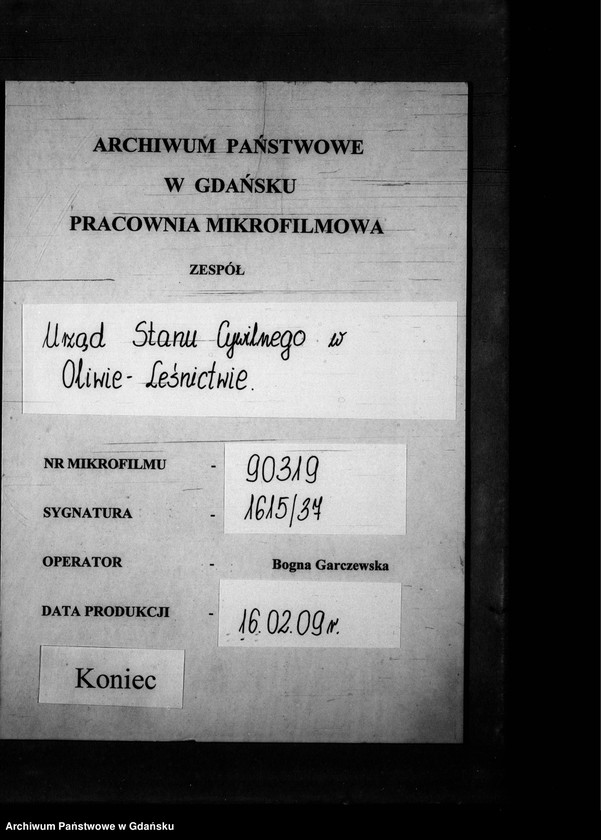 ARCHIWUM PAŃSTWOWE
W GDAŃSKU
PRACOWNIA MIKROFILMOWA
ZESPÓŁ
Urząd Stanu Cywilnego w
Oliwie-Leśnictwie.
NR MIKROFILMU - 90319
SYGNATURA - 1615/37
OPERATOR - Bogna Garczewska
DATA PRODUKCJI - 16.02.09r.
Koniec
Archiwum Państwowe w Gdańsku